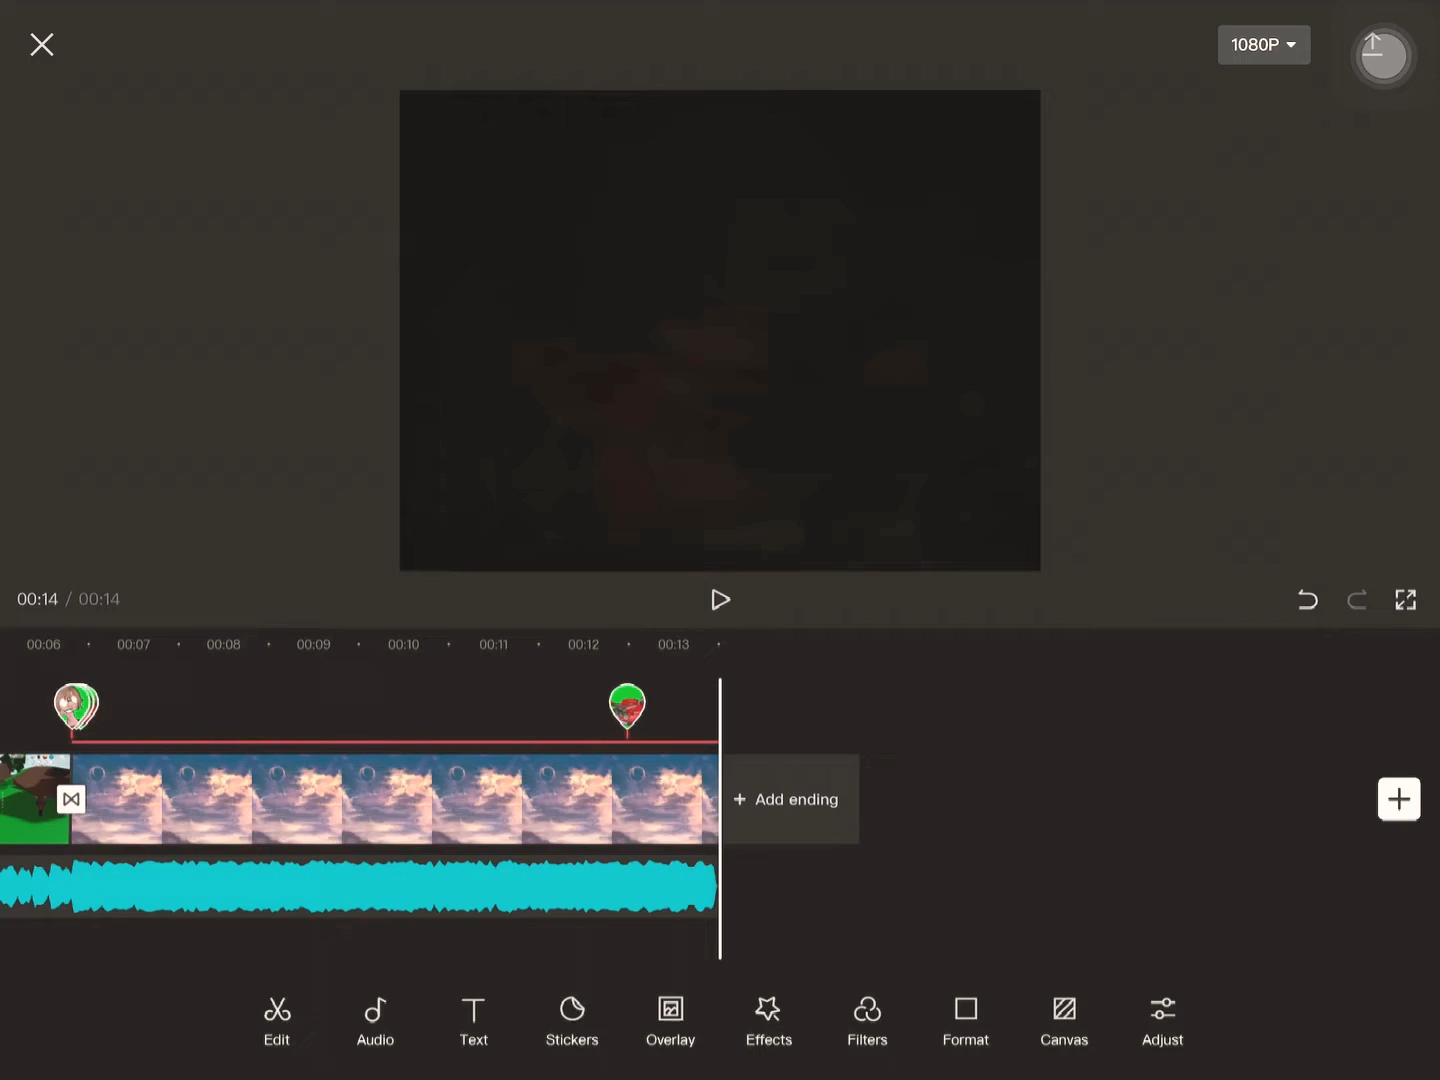 1080P
00:14 / 00:14
00:06 00:07 00:08 00:09 00:10 00:11 00:12 00:13
+ Add ending
Edit Audio Text Stickers Overlay Effects Filters Format Canvas Adjust